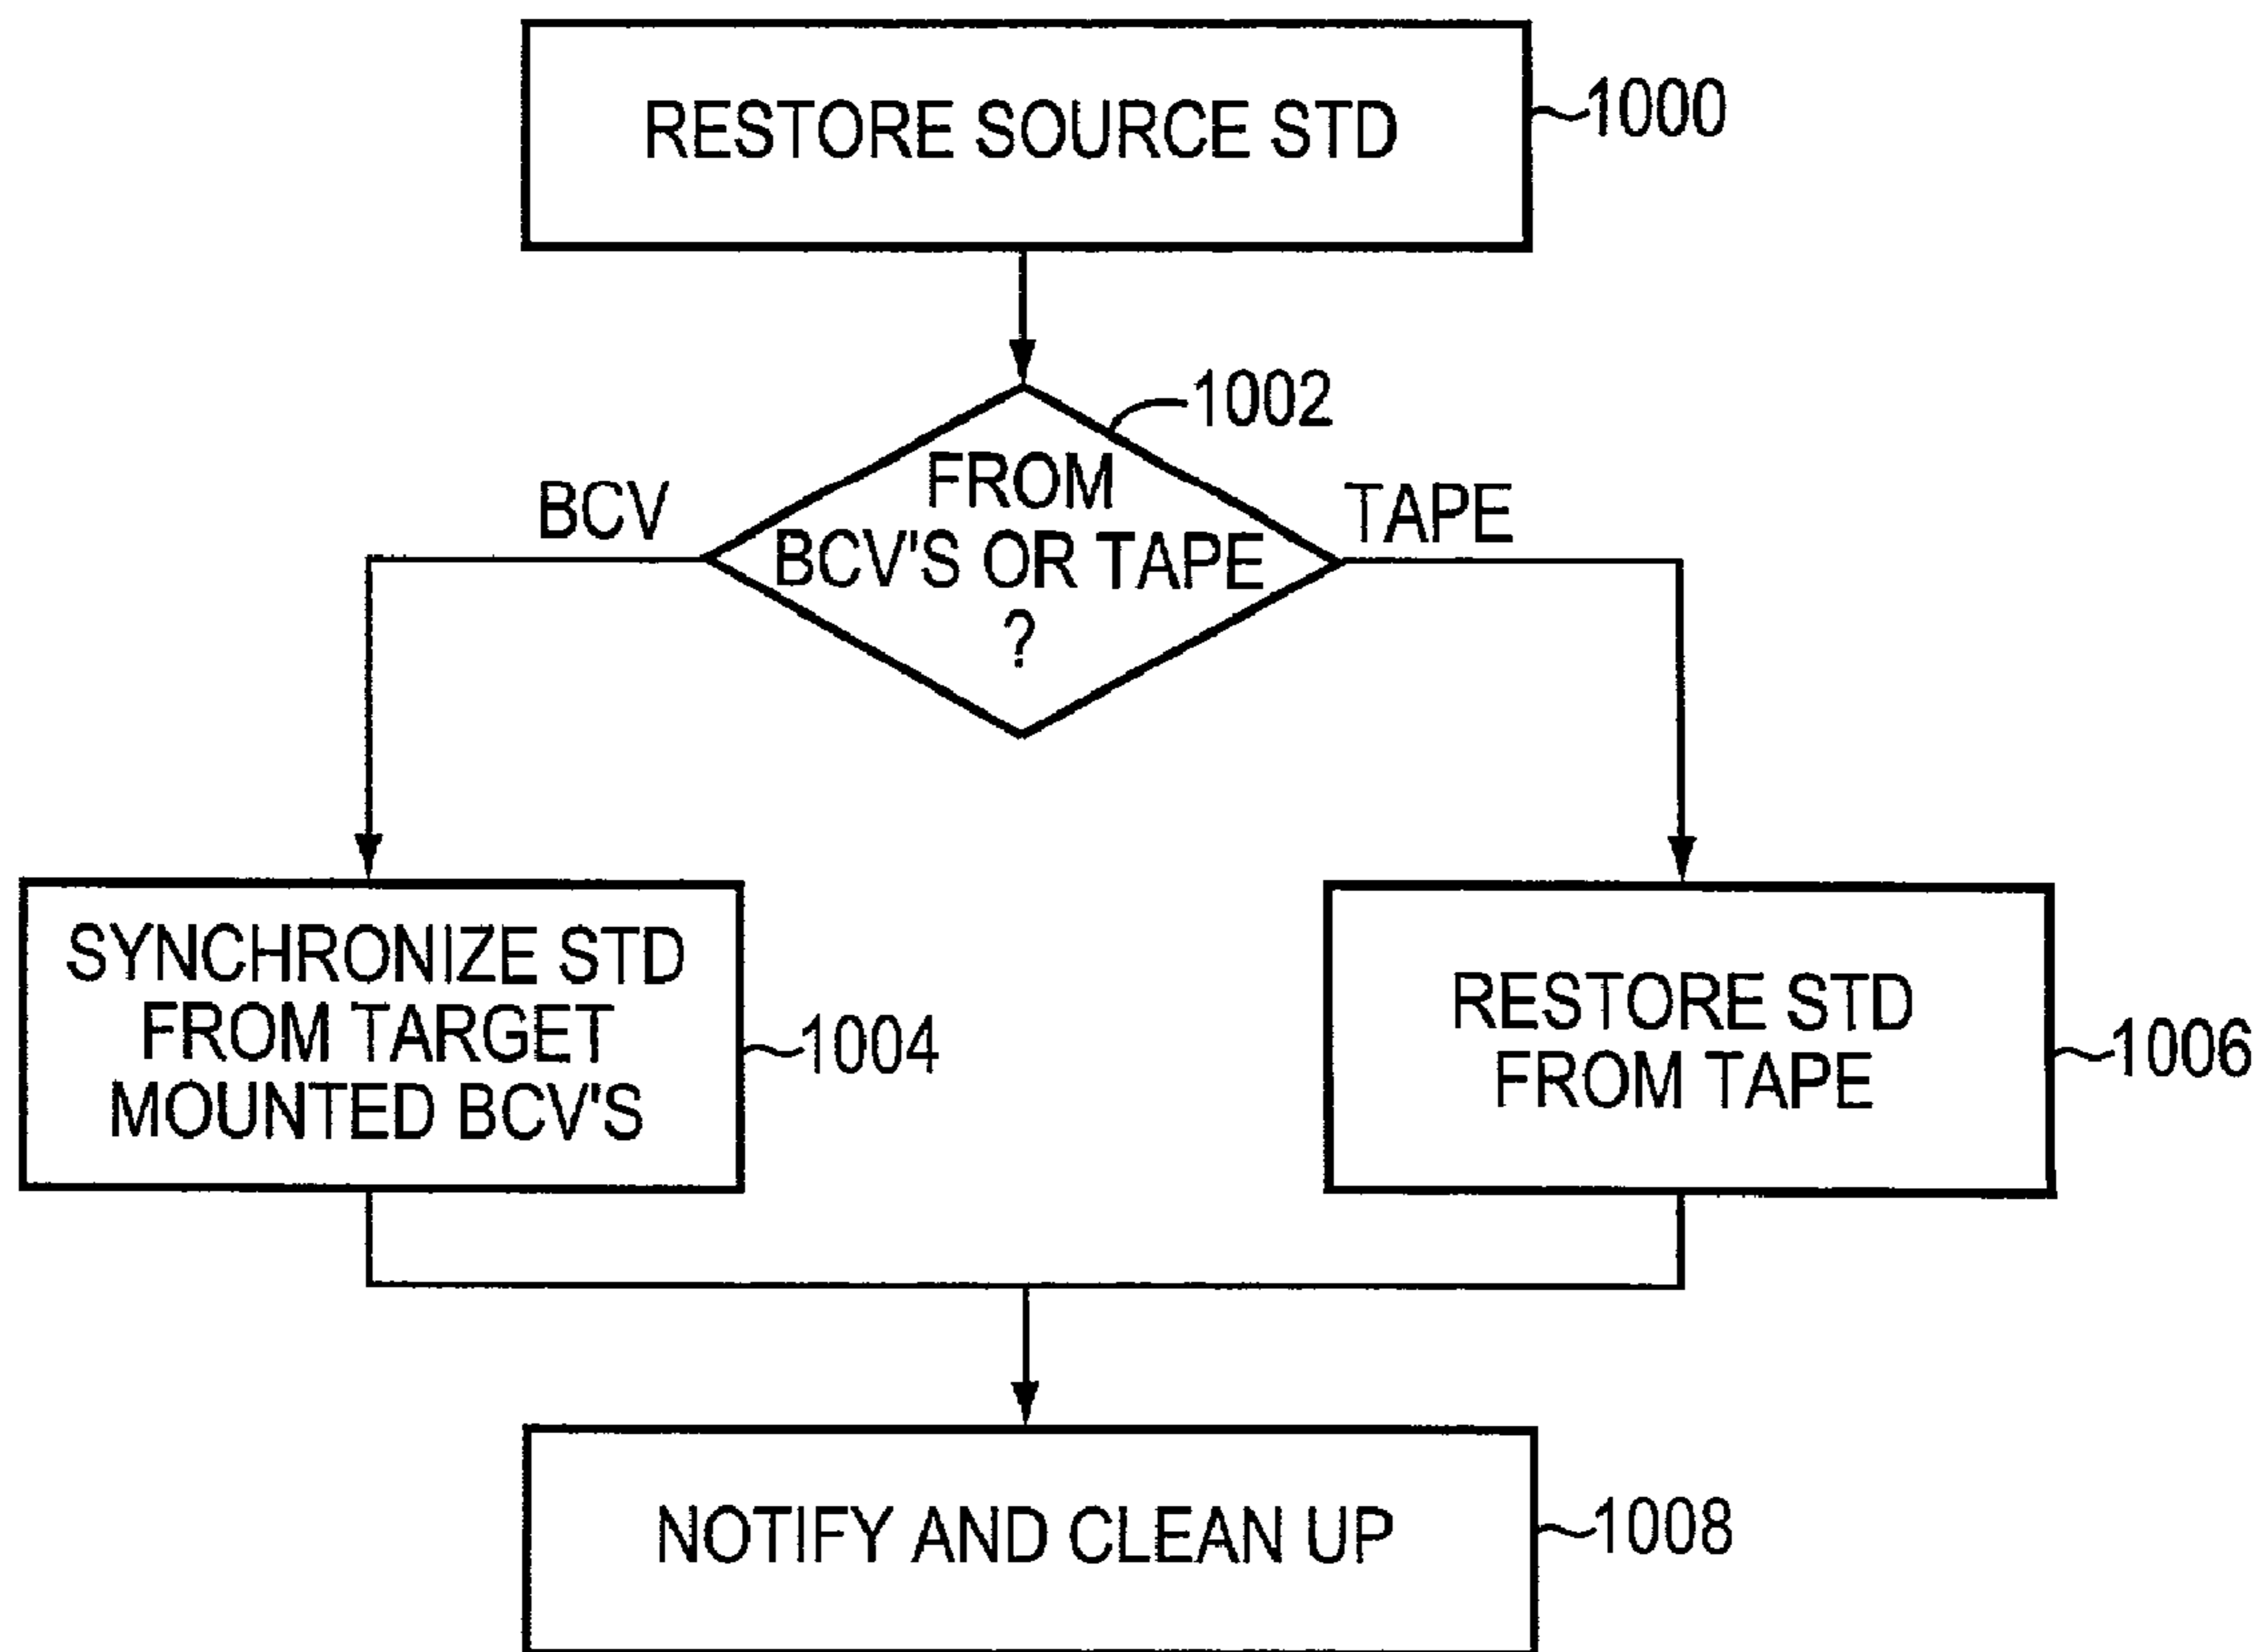 RESTORE SOURCE STD
1000
1002
FROM
BCV'S OR TAPE
?
BCV
TAPE
SYNCHRONIZE STD
FROM TARGET
MOUNTED BCV'S
1004
RESTORE STD
FROM TAPE
1006
NOTIFY AND CLEAN UP
1008